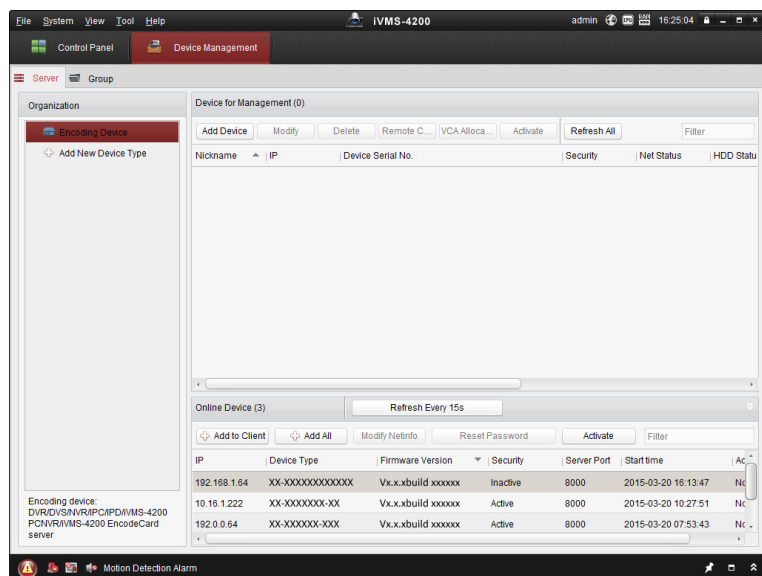 File System View Tool Help iVMS-4200 admin 16:25:04
Control Panel Device Management
Server Group
Organization
Encoding Device
Add New Device Type
Encoding device:
DVR/DVS/NVR/IPC/IPD/iVMS-4200
PCNVR/iVMS-4200 EncodeCard
server
Device for Management (0)
Add Device Modify Delete Remote C... VCA Alloca... Activate Refresh All Filter
Nickname IP Device Serial No. Security Net Status HDD Statu
Online Device (3) Refresh Every 15s
Add to Client Add All Modify Netinfo Reset Password Activate Filter
IP Device Type Firmware Version Security Server Port Start time Ac
192.168.1.64 XX-XXXXXXXXXXXX Vx.x.xbuild xxxxxx Inactive 8000 2015-03-20 16:13:47 No
10.16.1.222 XX-XXXXXXX-XX Vx.x.xbuild xxxxxx Active 8000 2015-03-20 10:27:51 No
192.0.0.64 XX-XXXXXX-XXX Vx.x.xbuild xxxxxx Active 8000 2015-03-20 07:53:43 No
Motion Detection Alarm